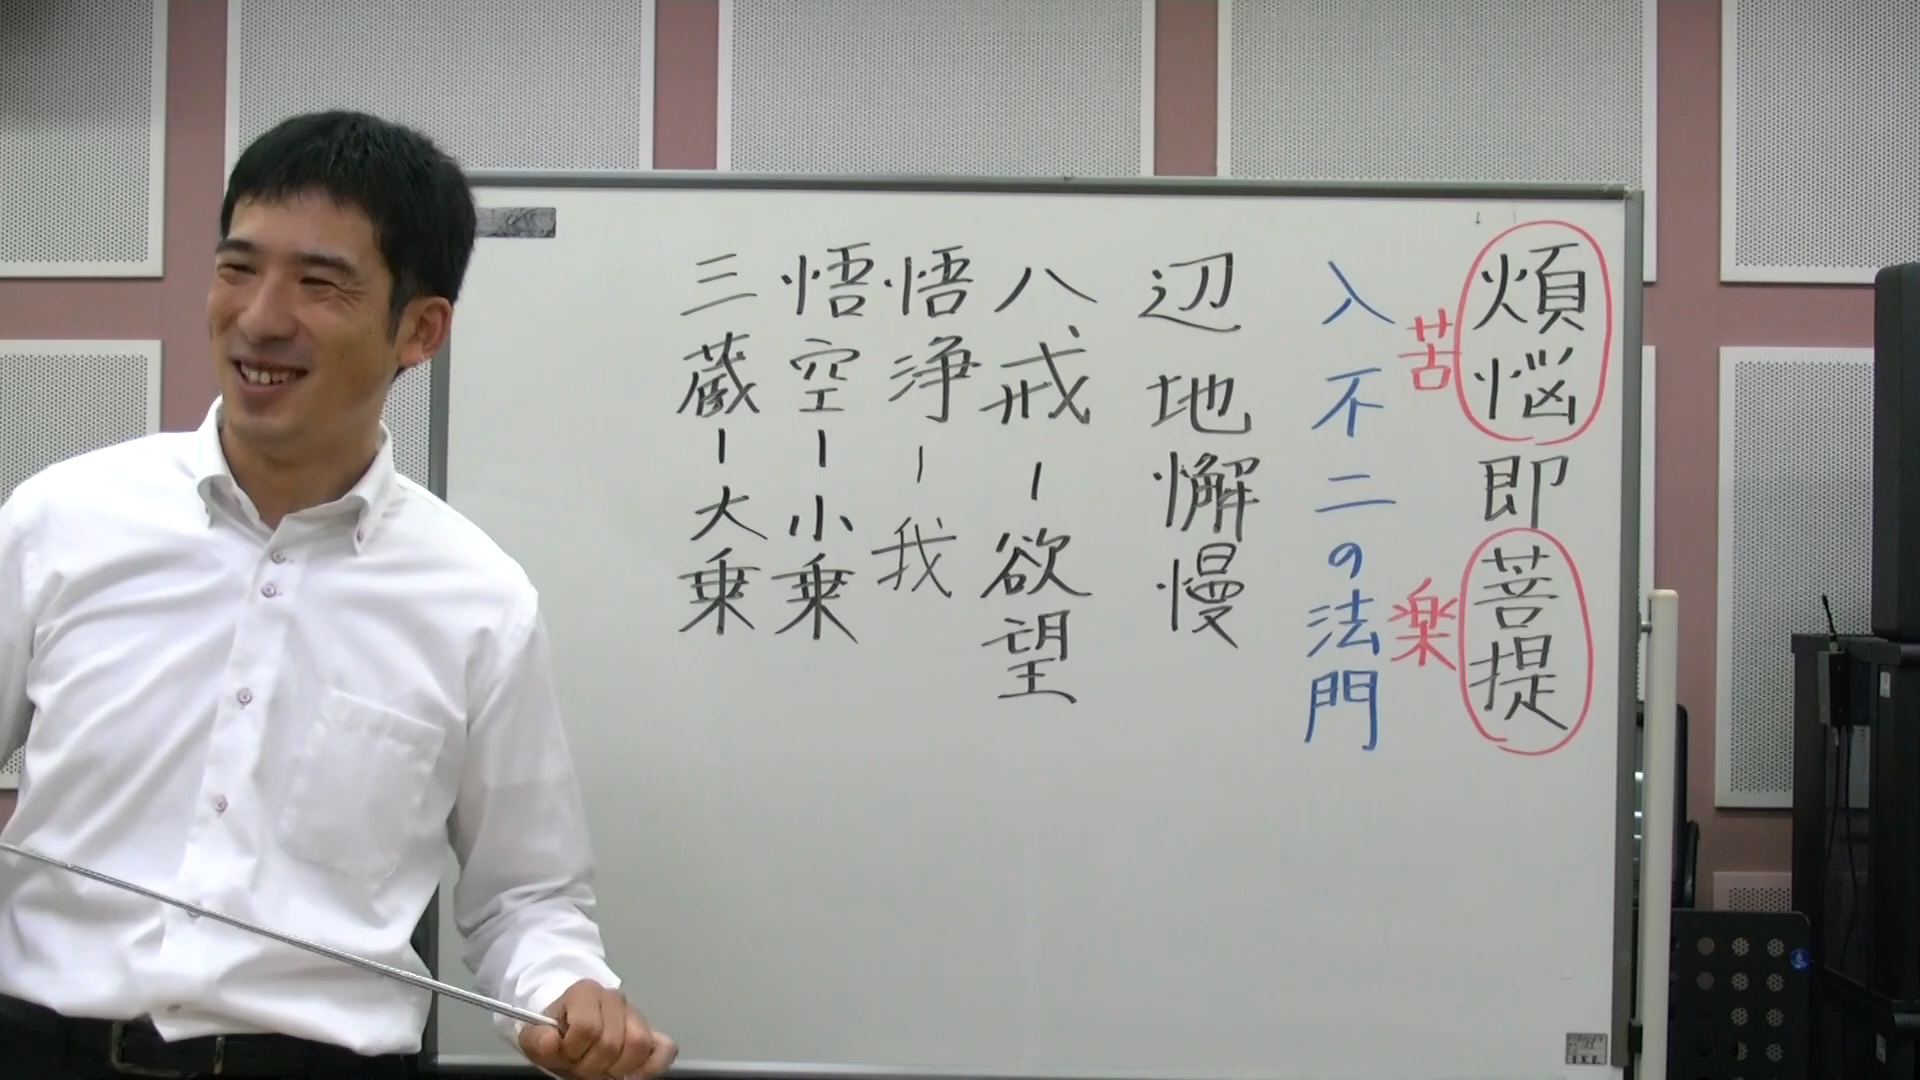 煩悩即菩提
苦
楽
入不二の法門
辺地懈慢
八戒ー欲望
悟浄ー我
悟空ー小乗
三蔵ー大乗